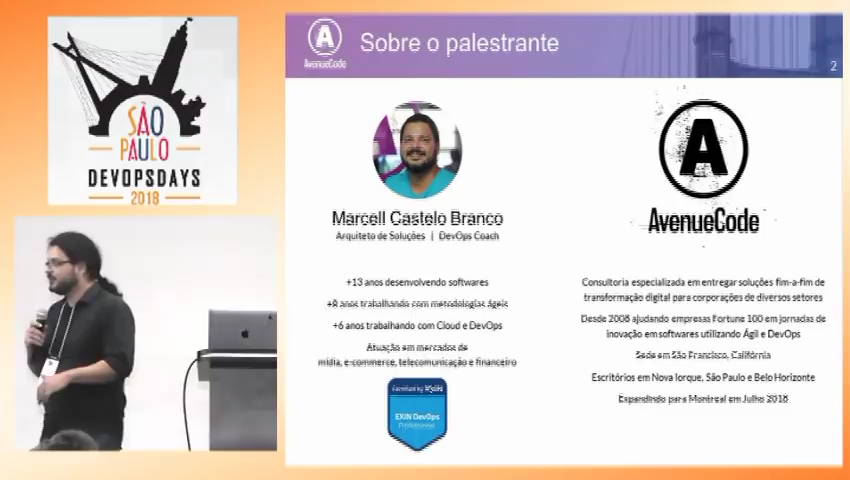 SÃO
PAULO
DEVOPSDAYS
2018
A
AvenueCode
Sobre o palestrante
2
Marcell Castelo Branco
Arquiteto de Soluções | DevOps Coach
+13 anos desenvolvendo softwares
+8 anos trabalhando com metodologias ágeis
+6 anos trabalhando com Cloud e DevOps
Atuação em mercados de
mídia, e-commerce, telecomunicação e financeiro
EXIN DevOps
Professional
A
AvenueCode
Consultoria especializada em entregar soluções fim-a-fim de
transformação digital para corporações de diversos setores
Desde 2008 ajudando empresas Fortune 100 em jornadas de
inovação em softwares utilizando Ágil e DevOps
Sede em São Francisco, Califórnia
Escritórios em Nova Iorque, São Paulo e Belo Horizonte
Expandindo para Montreal em Julho 2018